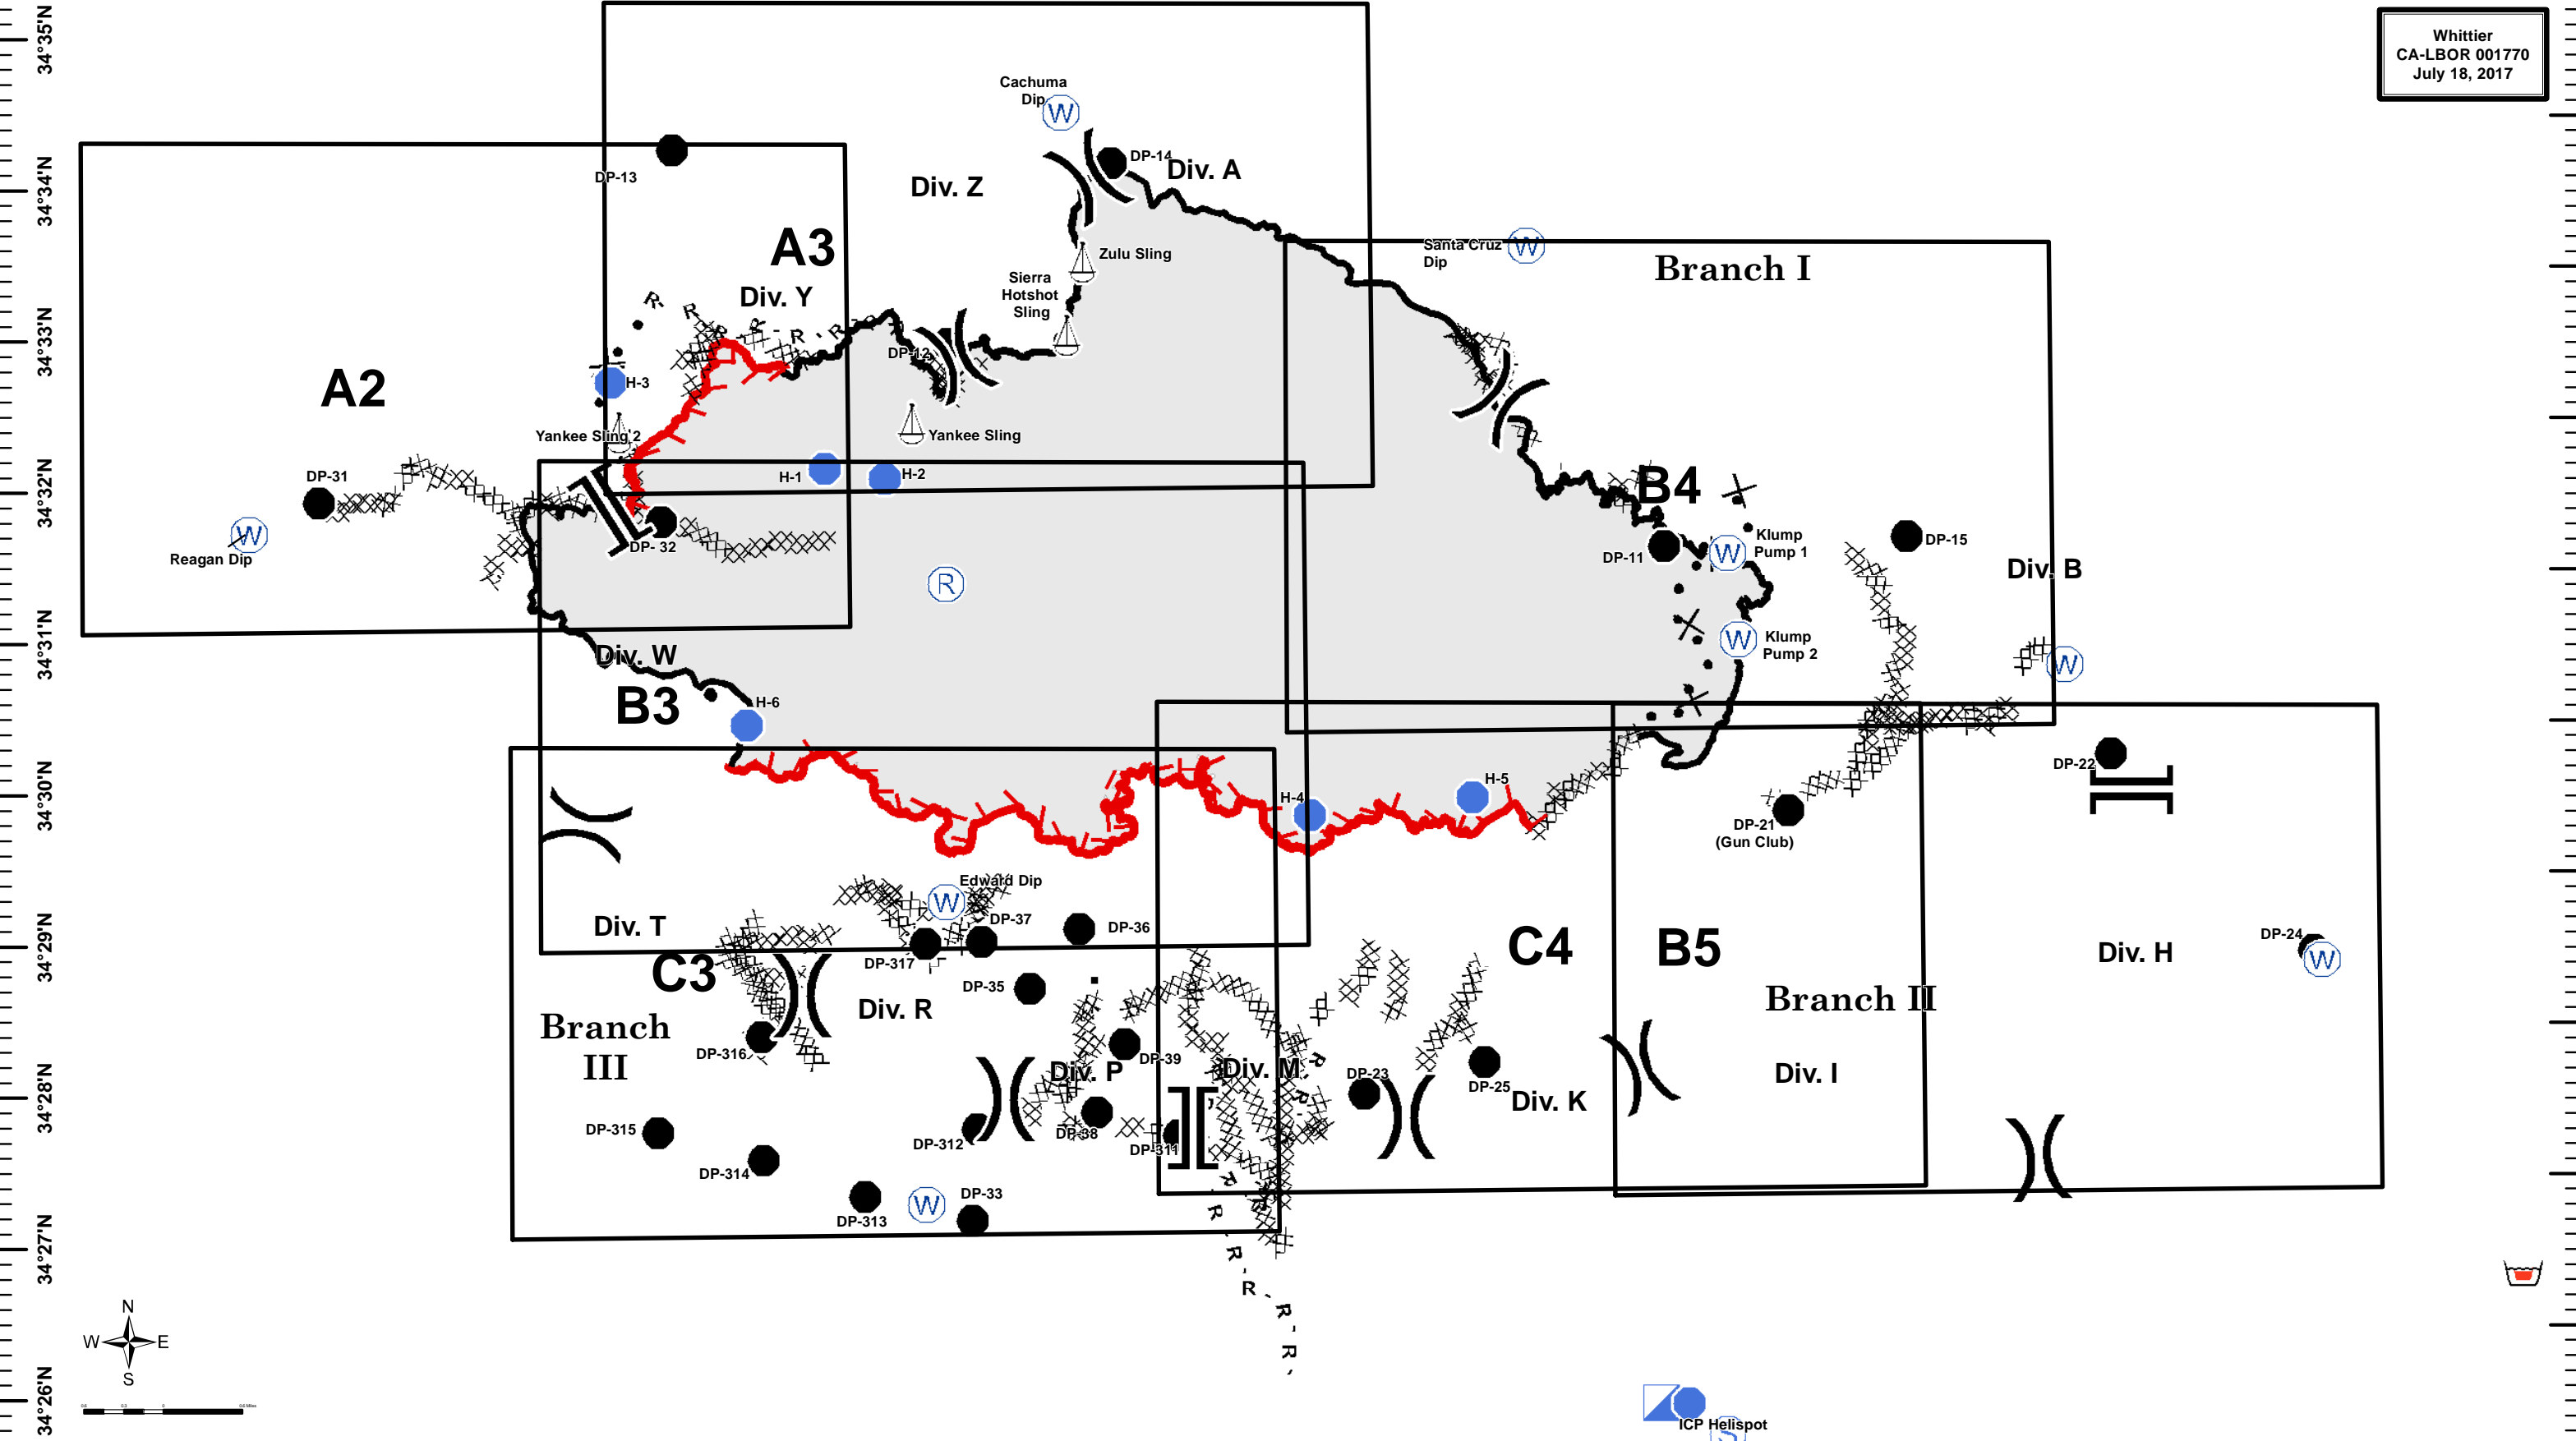 34°35'N
34°34'N
34°33'N
34°32'N
34°31'N
34°30'N
34°29'N
34°28'N
34°27'N
34°26'N
Whittier
CA-LBOR 001770
July 18, 2017
Cachuma
Dip
W
DP-14
Div. A
DP-13
Div. Z
A3
Div. Y
Zulu Sling
Sierra
Hotshot
Sling
Santa Cruz
Dip
W
Branch I
R
R
R
R
R
R
R
DP-12
A2
H-3
Yankee Sling 2
Yankee Sling
DP-31
H-1
H-2
B4
W
Reagan Dip
DP- 32
DP-11
W
Klump
Pump 1
DP-15
Div. B
R
W
Klump
Pump 2
W
Div. W
B3
H-6
DP-22
H-5
H-4
DP-21
(Gun Club)
Edward Dip
W
DP-37
DP-36
Div. T
DP-317
C3
C4
B5
DP-24
W
Div. H
DP-35
Div. R
Branch
III
Branch II
DP-316
DP-39
Div. P
Div. M
R
R
R
DP-23
DP-25
Div. K
Div. I
DP-315
DP-312
DP-38
DP-311
DP-314
DP-313
W
DP-33
R
R
R
R
R
R
N
W
E
S
ICP Helispot